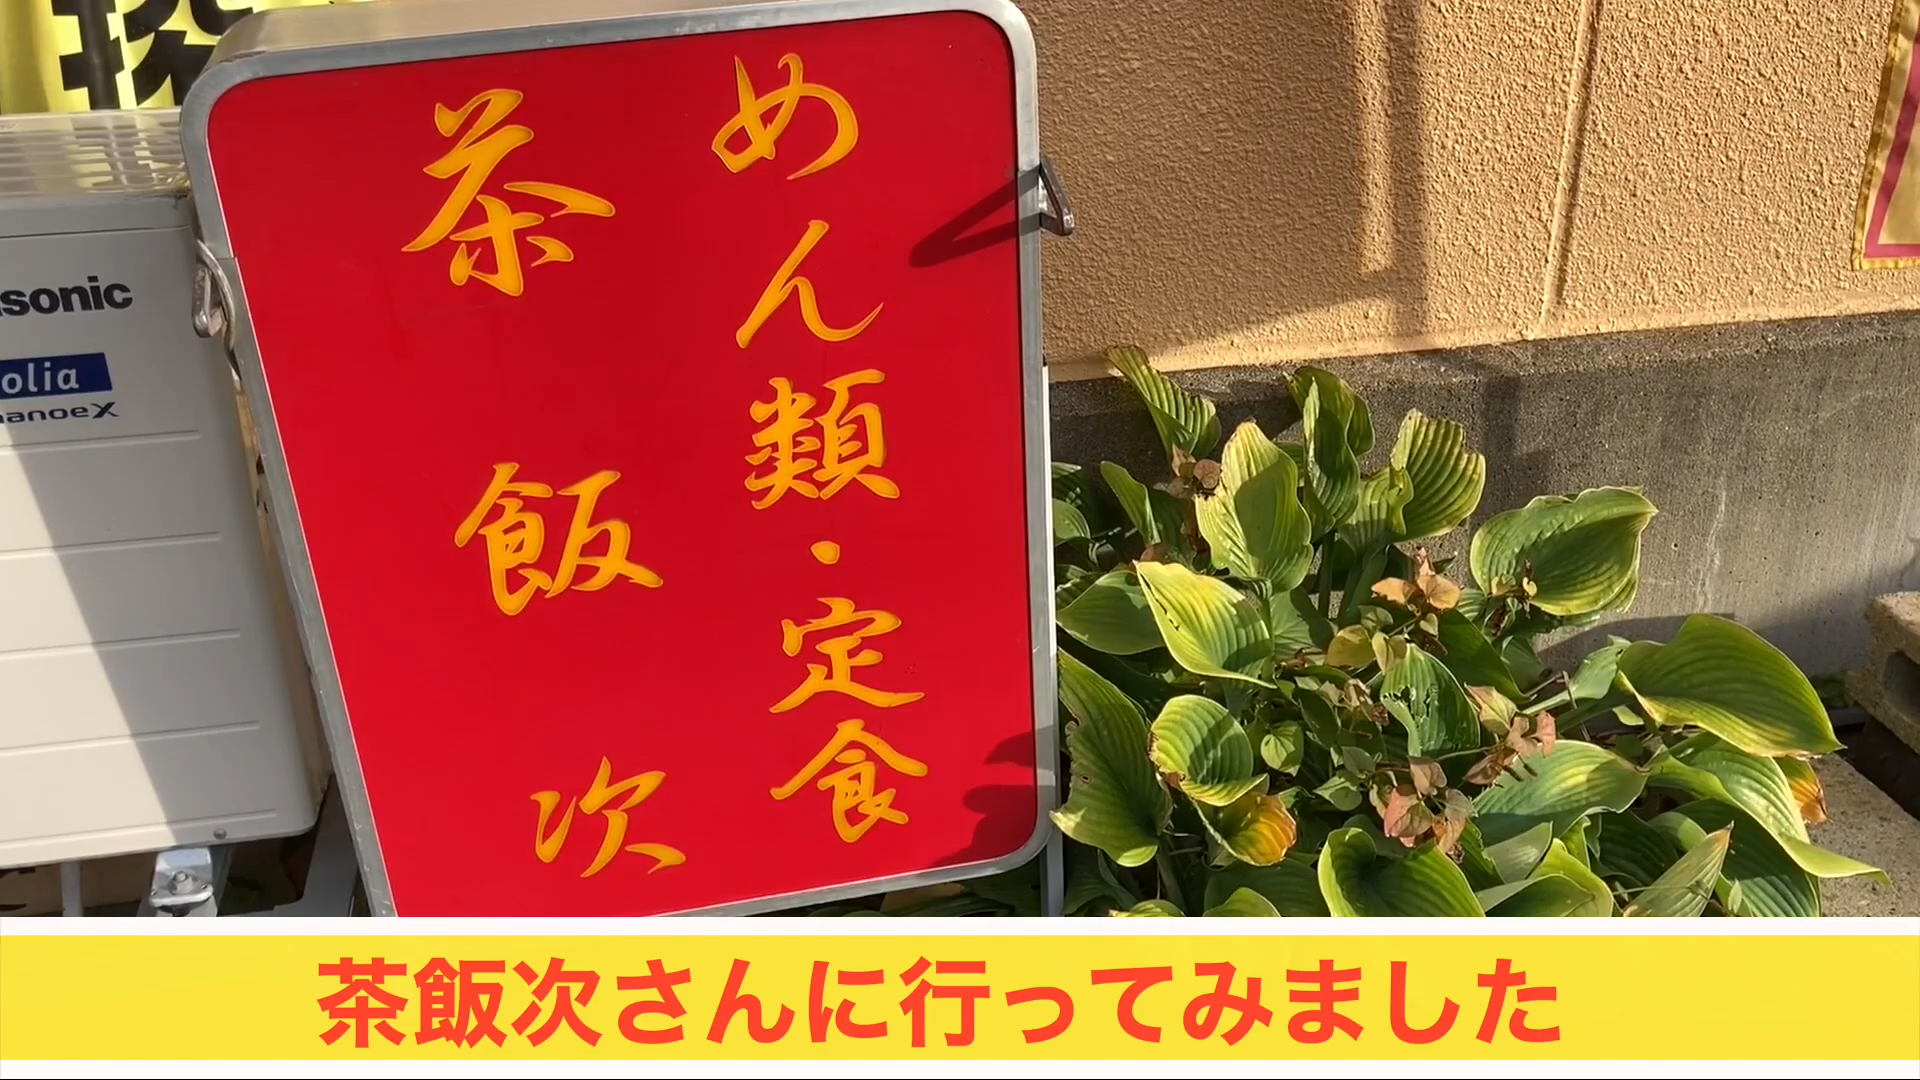 めん類・定食
茶飯次
sonic
olia
nanoeX
茶飯次さんに行ってみました